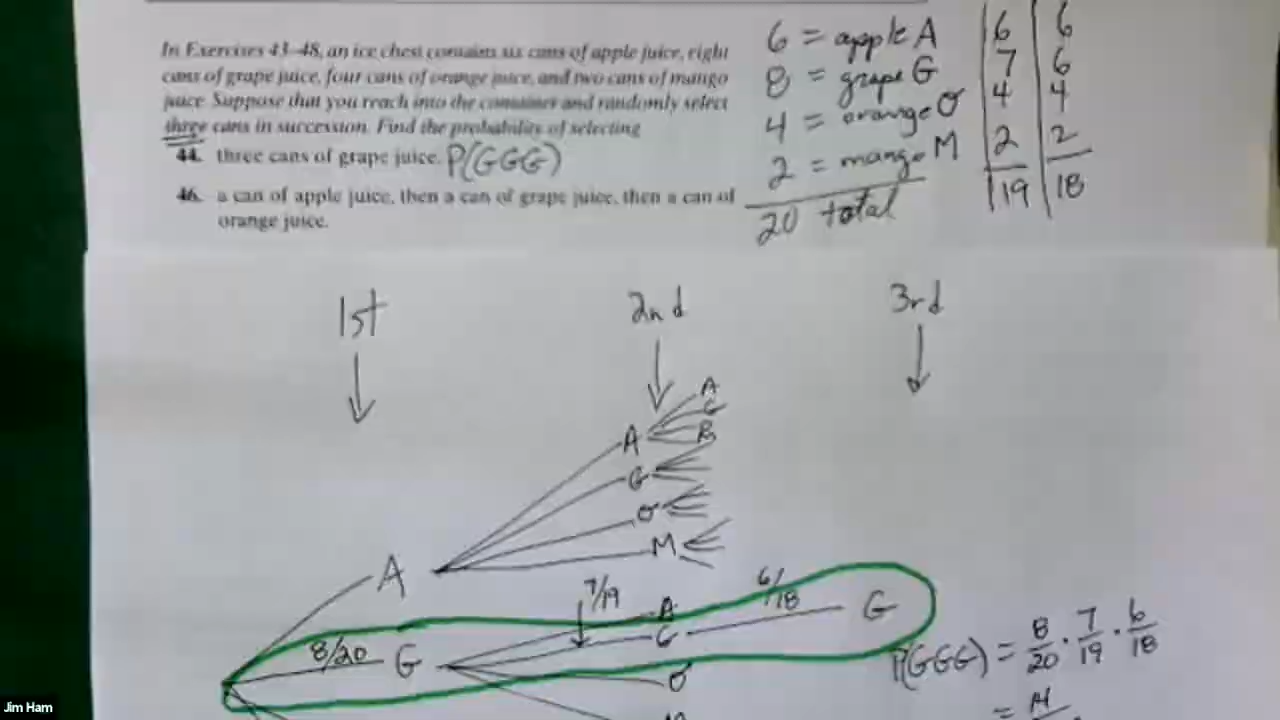 In Exercises 43–48, an ice chest contains six cans of apple juice, eight
cans of grape juice, four cans of orange juice, and two cans of mango
juice. Suppose that you reach into the container and randomly select
three cans in succession. Find the probability of selecting
44. three cans of grape juice. P(GGG)
46. a can of apple juice, then a can of grape juice, then a can of
orange juice.
6 = apple A 6 6
8 = grape G 7 6
4 = orange O 4 4
2 = mango M 2 2
20 total 19 18
1st 2nd 3rd
A
G
B
A
G
O
M
A
7/19
6/18
A
8/20 G G G
O
P(GGG) = 8/20 · 7/19 · 6/18
=
Jim Ham